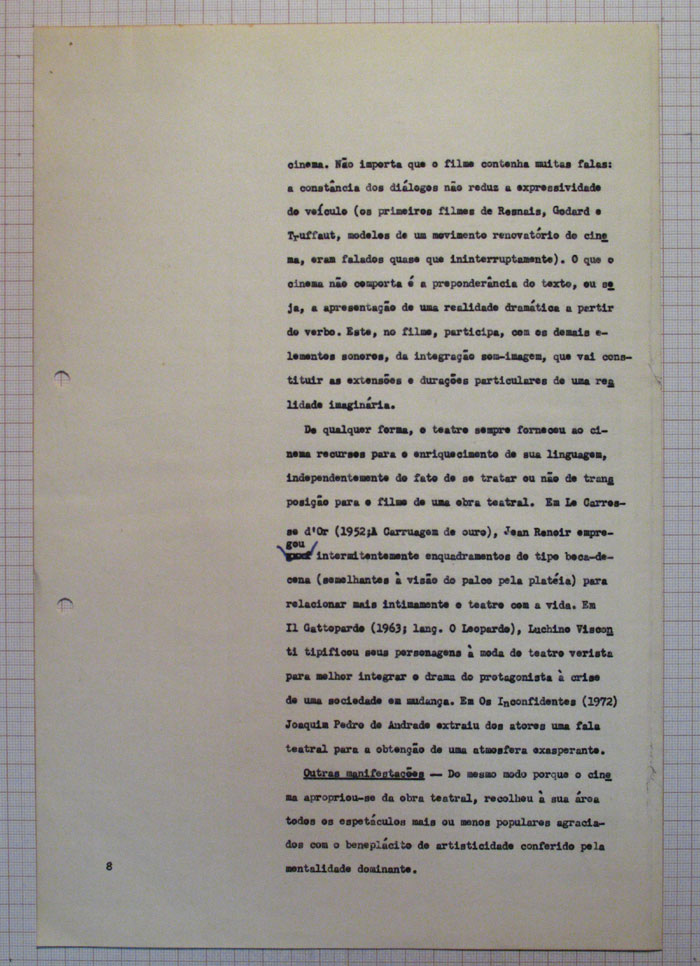 cinema. Não importa que o filme contenha muitas falas:
a constância dos diálogos não reduz a expressividade
do veículo (os primeiros filmes de Resnais, Godard e
Truffaut, modelos de um movimento renovatório do cine
ma, eram falados quase que ininterruptamente). O que o
cinema não comporta é a preponderância do texto, ou se
ja, a apresentação de uma realidade dramática a partir
do verbo. Este, no filme, participa, com os demais e-
lementos sonoros, da integração som-imagem, que vai cons-
tituir as extensões e durações particulares de uma rea
lidade imaginária.
De qualquer forma, o teatro sempre forneceu ao ci-
nema recursos para o enriquecimento de sua linguagem,
independentemente do fato de se tratar ou não de trans
posição para o filme de uma obra teatral. Em Le Carros-
se d'Or (1952;A Carruagem de ouro), Jean Renoir empre-
gou
intermitentemente enquadramentos do tipo boca-de-
cena (semelhantes à visão do palco pela platéia) para
relacionar mais intimamente o teatro com a vida. Em
Il Gattopardo (1963; lanç. O Leopardo), Luchino Viscon
ti tipificou seus personagens à moda do teatro verista
para melhor integrar o drama do protagonista à crise
de uma sociedade em mudança. Em Os Inconfidentes (1972)
Joaquim Pedro de Andrade extraiu dos atores uma fala
teatral para a obtenção de uma atmosfera exasperante.
Outras manifestações — Do mesmo modo porque o cine
ma apropriou-se da obra teatral, recolheu à sua área
todos os espetáculos mais ou menos populares agracia-
dos com o beneplácito de artisticidade conferido pela
mentalidade dominante.
8